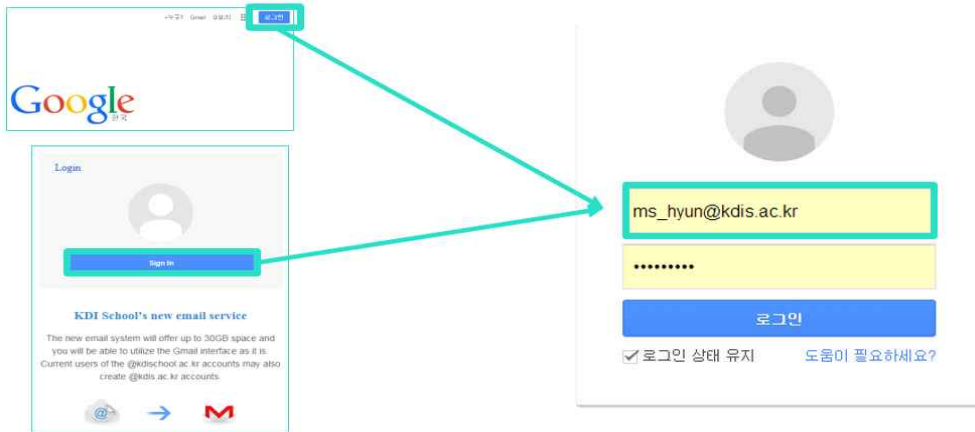 Gmail
로그인
Google
한국
Login
Sign In
KDI School's new email service
The new email system will offer up to 30GB space and
you will be able to utilize the Gmail interface as it is.
Current users of the @kdischool.ac.kr accounts may also
create @kdis.ac.kr accounts.
@
ms_hyun@kdis.ac.kr
•••••••••
로그인
로그인 상태 유지
도움이 필요하세요?